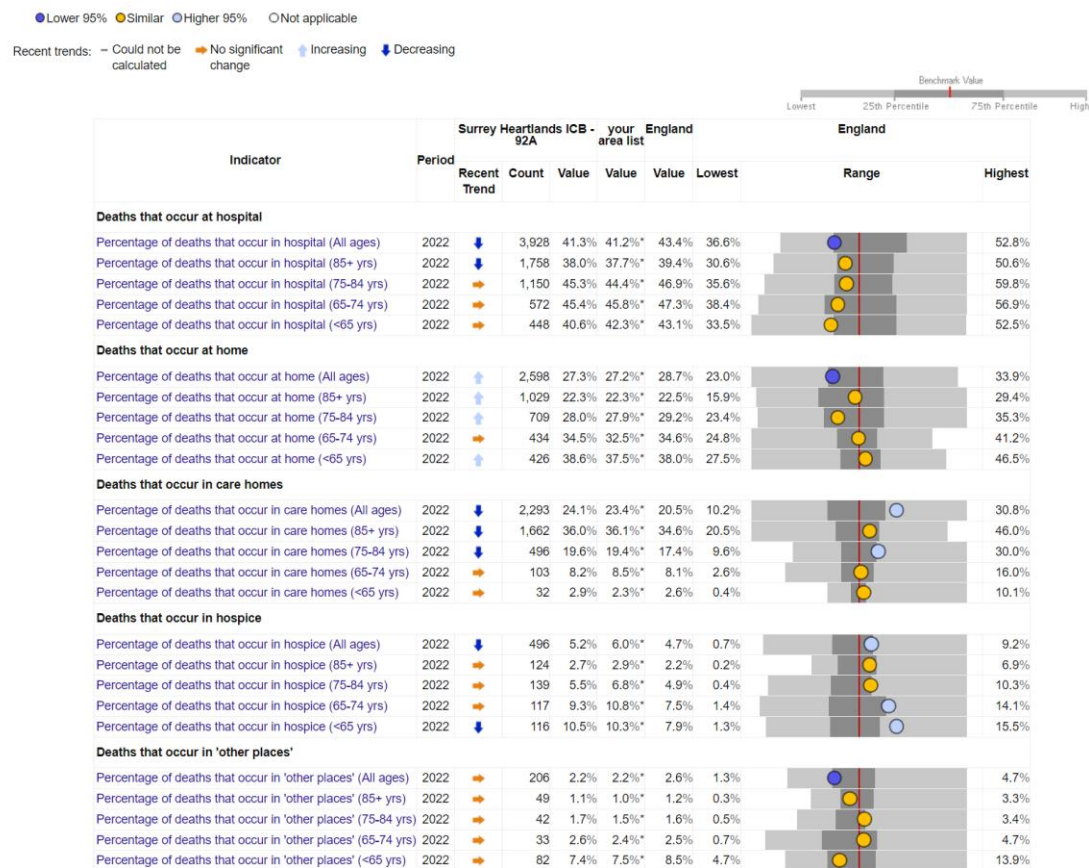 Lower 95% Similar Higher 95% Not applicable
Recent trends: – Could not be calculated No significant change Increasing Decreasing
Benchmark Value
Lowest 25th Percentile 75th Percentile High
Indicator Period Surrey Heartlands ICB - 92A your area list England England
Recent Trend Count Value Value Value Lowest Range Highest
Deaths that occur at hospital
Percentage of deaths that occur in hospital (All ages) 2022 3,928 41.3% 41.2%* 43.4% 36.6% 52.8%
Percentage of deaths that occur in hospital (85+ yrs) 2022 1,758 38.0% 37.7%* 39.4% 30.6% 50.6%
Percentage of deaths that occur in hospital (75-84 yrs) 2022 1,150 45.3% 44.4%* 46.9% 35.6% 59.8%
Percentage of deaths that occur in hospital (65-74 yrs) 2022 572 45.4% 45.8%* 47.3% 38.4% 56.9%
Percentage of deaths that occur in hospital (<65 yrs) 2022 448 40.6% 42.3%* 43.1% 33.5% 52.5%
Deaths that occur at home
Percentage of deaths that occur at home (All ages) 2022 2,598 27.3% 27.2%* 28.7% 23.0% 33.9%
Percentage of deaths that occur at home (85+ yrs) 2022 1,029 22.3% 22.3%* 22.5% 15.9% 29.4%
Percentage of deaths that occur at home (75-84 yrs) 2022 709 28.0% 27.9%* 29.2% 23.4% 35.3%
Percentage of deaths that occur at home (65-74 yrs) 2022 434 34.5% 32.5%* 34.6% 24.8% 41.2%
Percentage of deaths that occur at home (<65 yrs) 2022 426 38.6% 37.5%* 38.0% 27.5% 46.5%
Deaths that occur in care homes
Percentage of deaths that occur in care homes (All ages) 2022 2,293 24.1% 23.4%* 20.5% 10.2% 30.8%
Percentage of deaths that occur in care homes (85+ yrs) 2022 1,662 36.0% 36.1%* 34.6% 20.5% 46.0%
Percentage of deaths that occur in care homes (75-84 yrs) 2022 496 19.6% 19.4%* 17.4% 9.6% 30.0%
Percentage of deaths that occur in care homes (65-74 yrs) 2022 103 8.2% 8.5%* 8.1% 2.6% 16.0%
Percentage of deaths that occur in care homes (<65 yrs) 2022 32 2.9% 2.3%* 2.6% 0.4% 10.1%
Deaths that occur in hospice
Percentage of deaths that occur in hospice (All ages) 2022 496 5.2% 6.0%* 4.7% 0.7% 9.2%
Percentage of deaths that occur in hospice (85+ yrs) 2022 124 2.7% 2.9%* 2.2% 0.2% 6.9%
Percentage of deaths that occur in hospice (75-84 yrs) 2022 139 5.5% 6.8%* 4.9% 0.4% 10.3%
Percentage of deaths that occur in hospice (65-74 yrs) 2022 117 9.3% 10.8%* 7.5% 1.4% 14.1%
Percentage of deaths that occur in hospice (<65 yrs) 2022 116 10.5% 10.3%* 7.9% 1.3% 15.5%
Deaths that occur in 'other places'
Percentage of deaths that occur in 'other places' (All ages) 2022 206 2.2% 2.2%* 2.6% 1.3% 4.7%
Percentage of deaths that occur in 'other places' (85+ yrs) 2022 49 1.1% 1.0%* 1.2% 0.3% 3.3%
Percentage of deaths that occur in 'other places' (75-84 yrs) 2022 42 1.7% 1.5%* 1.6% 0.5% 3.4%
Percentage of deaths that occur in 'other places' (65-74 yrs) 2022 33 2.6% 2.4%* 2.5% 0.7% 4.7%
Percentage of deaths that occur in 'other places' (<65 yrs) 2022 82 7.4% 7.5%* 8.5% 4.7% 13.9%